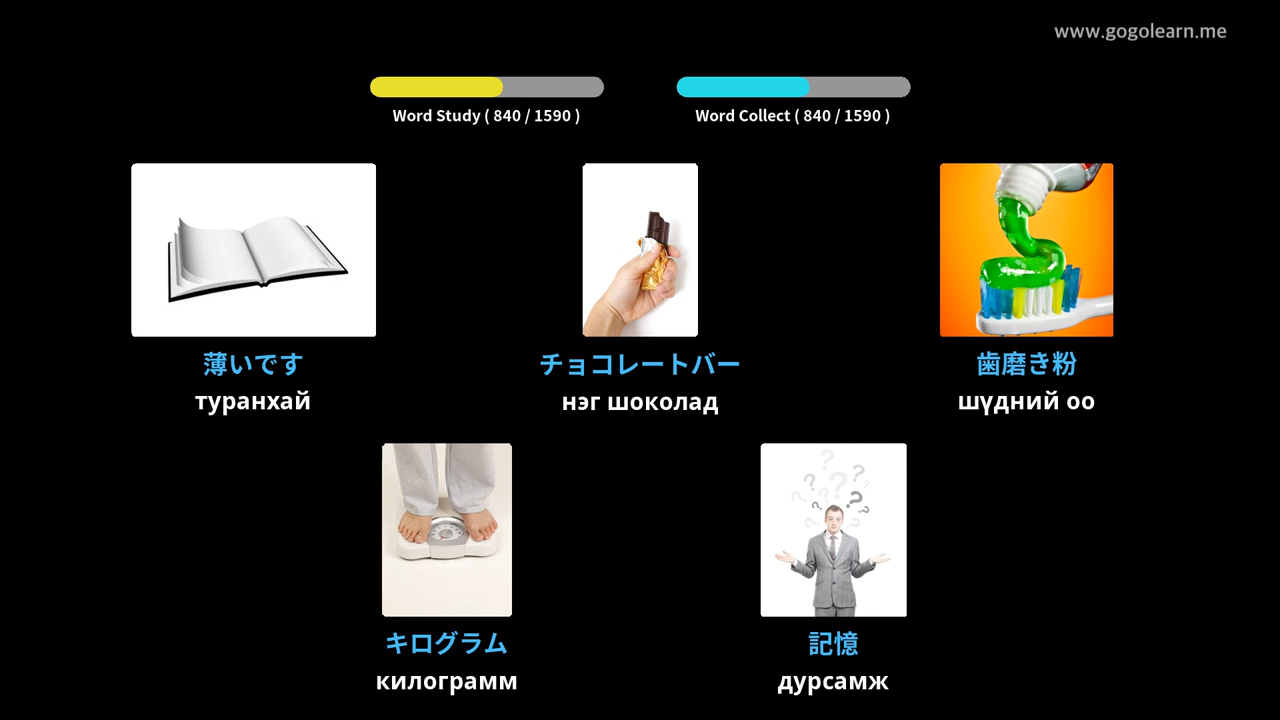 www.gogolearn.me
Word Study ( 840 / 1590 )
Word Collect ( 840 / 1590 )
薄いです
туранхай
チョコレートバー
нэг шоколад
歯磨き粉
шүдний оо
キログラム
килограмм
記憶
дурсамж